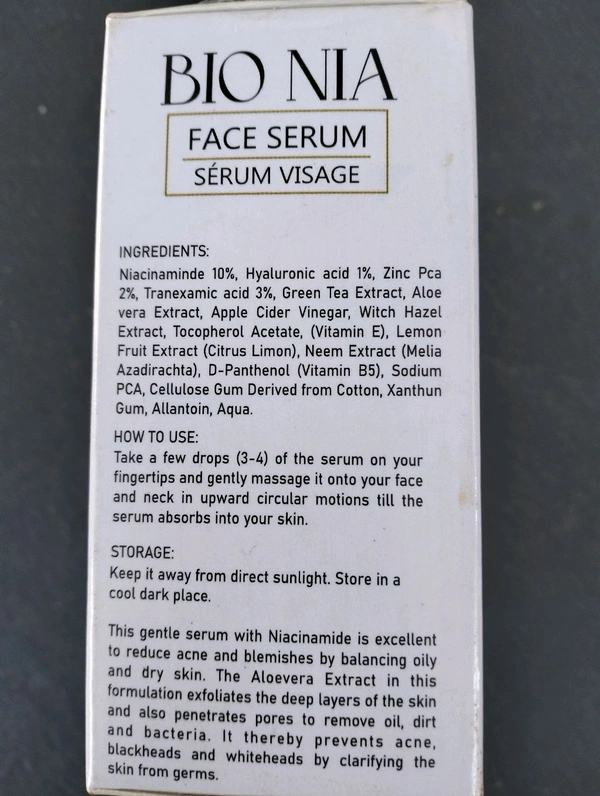 BIO NIA
FACE SERUM
SÉRUM VISAGE
INGREDIENTS:
Niacinaminde 10%, Hyaluronic acid 1%, Zinc Pca
2%, Tranexamic acid 3%, Green Tea Extract, Aloe
vera Extract, Apple Cider Vinegar, Witch Hazel
Extract, Tocopherol Acetate, (Vitamin E), Lemon
Fruit Extract (Citrus Limon), Neem Extract (Melia
Azadirachta), D-Panthenol (Vitamin B5), Sodium
PCA, Cellulose Gum Derived from Cotton, Xanthun
Gum, Allantoin, Aqua.
HOW TO USE:
Take a few drops (3-4) of the serum on your
fingertips and gently massage it onto your face
and neck in upward circular motions till the
serum absorbs into your skin.
STORAGE:
Keep it away from direct sunlight. Store in a
cool dark place.
This gentle serum with Niacinamide is excellent
to reduce acne and blemishes by balancing oily
and dry skin. The Aloevera Extract in this
formulation exfoliates the deep layers of the skin
and also penetrates pores to remove oil, dirt
and bacteria. It thereby prevents acne,
blackheads and whiteheads by clarifying the
skin from germs.